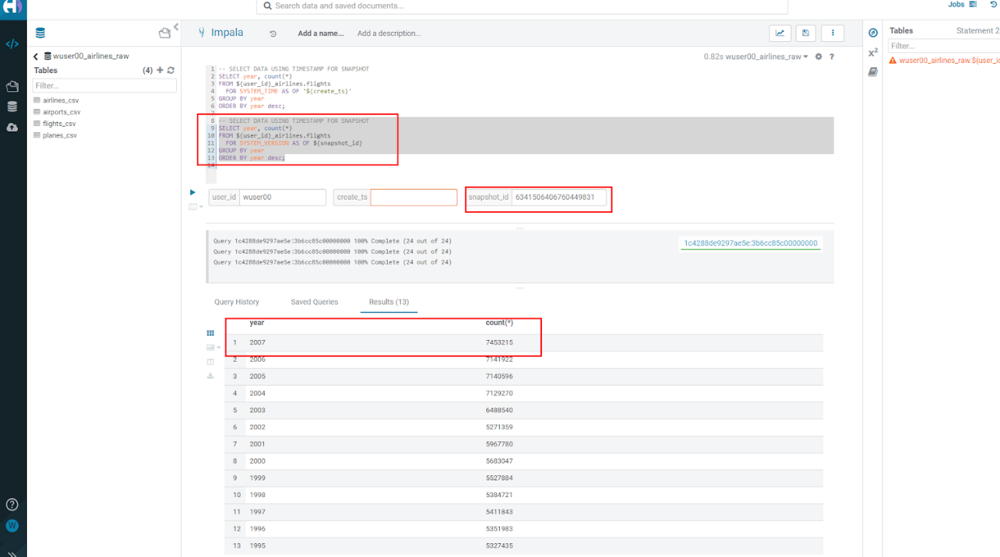 Search data and saved documents...
Jobs
Impala
Add a name...
Add a description...
wuser00_airlines_raw
Tables
(4)
Filter...
airlines_csv
airports_csv
flights_csv
planes_csv
0.82s wuser00_airlines_raw
?
1 -- SELECT DATA USING TIMESTAMP FOR SNAPSHOT
2 SELECT year, count(*)
3 FROM ${user_id}_airlines.flights
4 FOR SYSTEM_TIME AS OF '${create_ts}'
5 GROUP BY year
6 ORDER BY year desc;
7
8 -- SELECT DATA USING TIMESTAMP FOR SNAPSHOT
9 SELECT year, count(*)
10 FROM ${user_id}_airlines.flights
11 FOR SYSTEM_VERSION AS OF ${snapshot_id}
12 GROUP BY year
13 ORDER BY year desc;
14
user_id wuser00
create_ts
snapshot_id 6341506406760449831
Query 1c4288de9297ae5e:3b6cc85c00000000 100% Complete (24 out of 24)
Query 1c4288de9297ae5e:3b6cc85c00000000 100% Complete (24 out of 24)
Query 1c4288de9297ae5e:3b6cc85c00000000 100% Complete (24 out of 24)
1c4288de9297ae5e:3b6cc85c00000000
Query History
Saved Queries
Results (13)
year count(*)
1 2007 7453215
2 2006 7141922
3 2005 7140596
4 2004 7129270
5 2003 6488540
6 2002 5271359
7 2001 5967780
8 2000 5683047
9 1999 5527884
10 1998 5384721
11 1997 5411843
12 1996 5351983
13 1995 5327435
Tables
Statement 2
Filter...
wuser00_airlines_raw.${user_i
x²
?
W